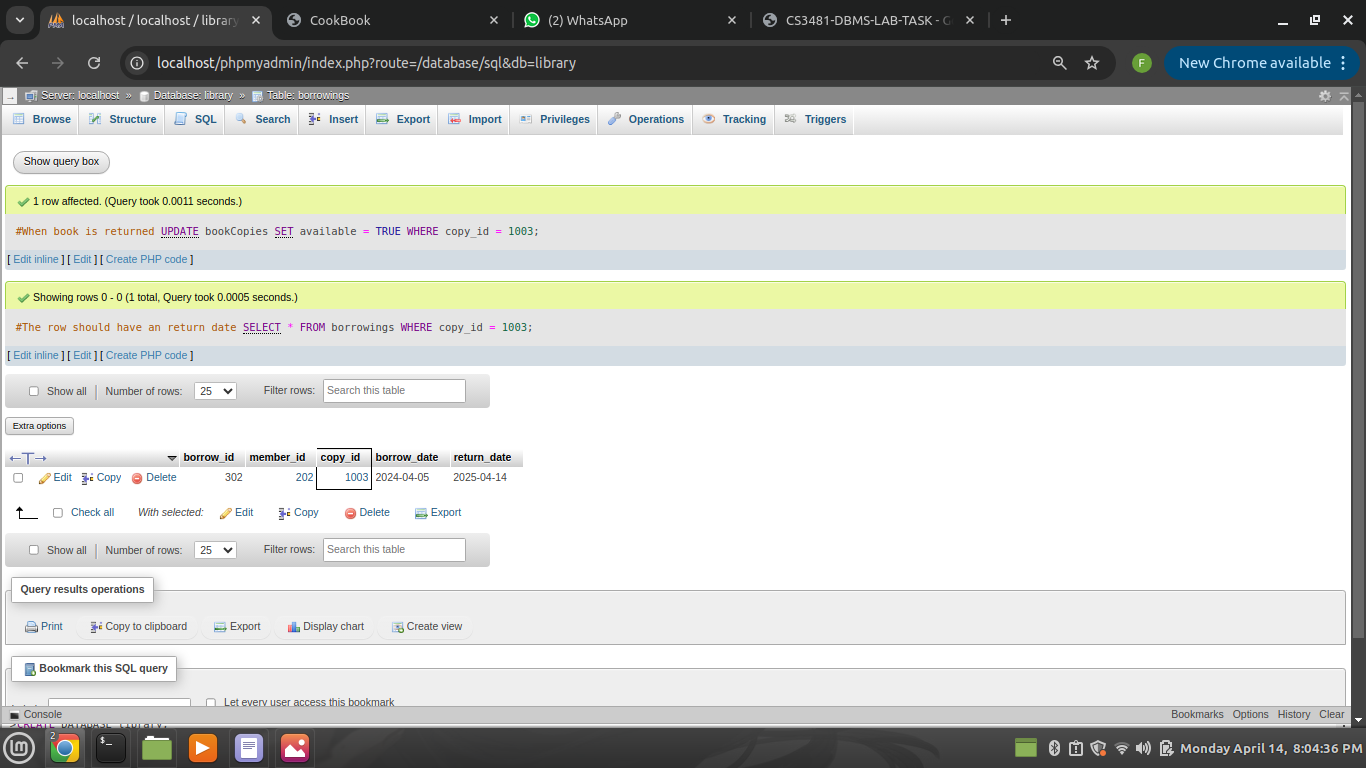 localhost / localhost / library
CookBook
(2) WhatsApp
CS3481-DBMS-LAB-TASK - G
localhost/phpmyadmin/index.php?route=/database/sql&db=library
F
New Chrome available
Server: localhost » Database: library » Table: borrowings
Browse Structure SQL Search Insert Export Import Privileges Operations Tracking Triggers
Show query box
1 row affected. (Query took 0.0011 seconds.)
#When book is returned UPDATE bookCopies SET available = TRUE WHERE copy_id = 1003;
[ Edit inline ] [ Edit ] [ Create PHP code ]
Showing rows 0 - 0 (1 total, Query took 0.0005 seconds.)
#The row should have an return date SELECT * FROM borrowings WHERE copy_id = 1003;
[ Edit inline ] [ Edit ] [ Create PHP code ]
Show all | Number of rows: 25 Filter rows: Search this table
Extra options
←T→ borrow_id member_id copy_id borrow_date return_date
Edit Copy Delete 302 202 1003 2024-04-05 2025-04-14
Check all With selected: Edit Copy Delete Export
Show all | Number of rows: 25 Filter rows: Search this table
Query results operations
Print Copy to clipboard Export Display chart Create view
Bookmark this SQL query
Let every user access this bookmark
Console Bookmarks Options History Clear
>CREATE DATABASE library;
2
$_
Monday April 14, 8:04:36 PM